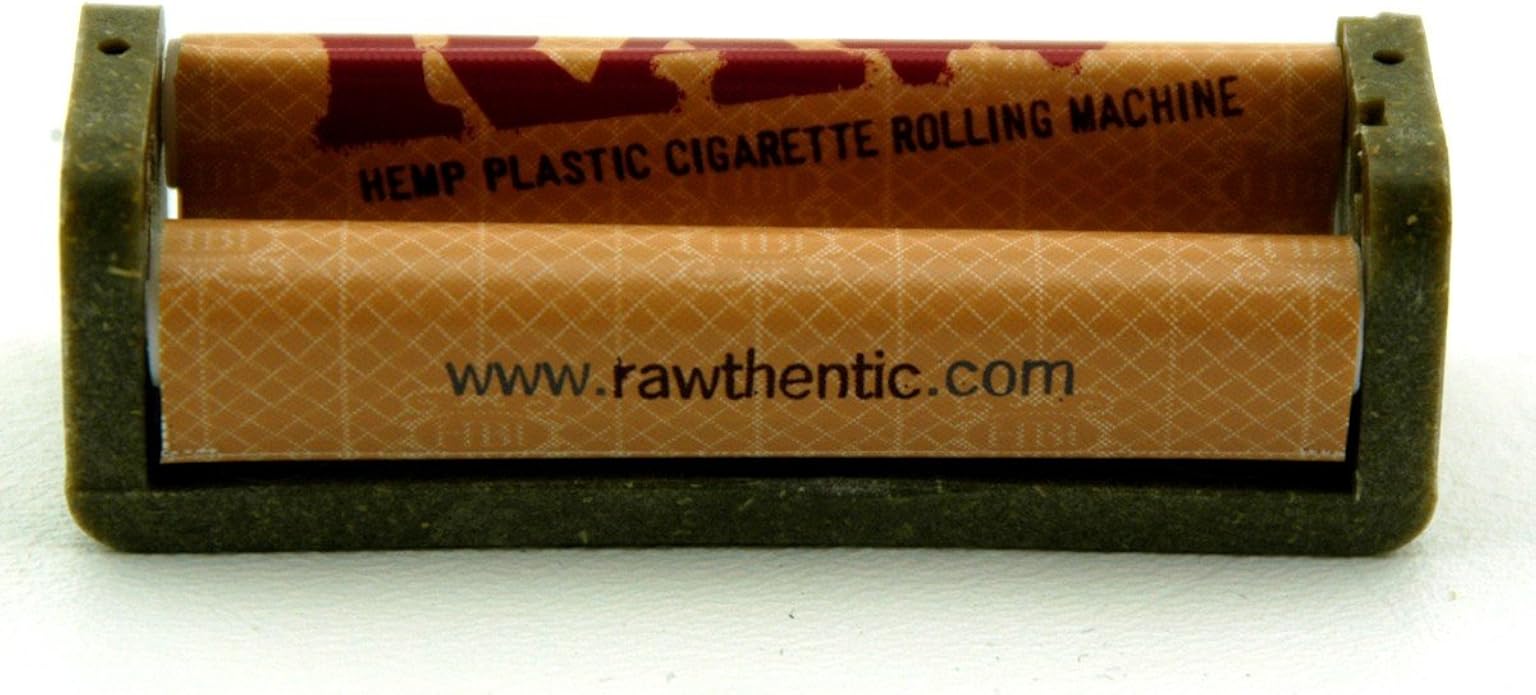 HEMP PLASTIC CIGARETTE ROLLING MACHINE
www.rawthentic.com